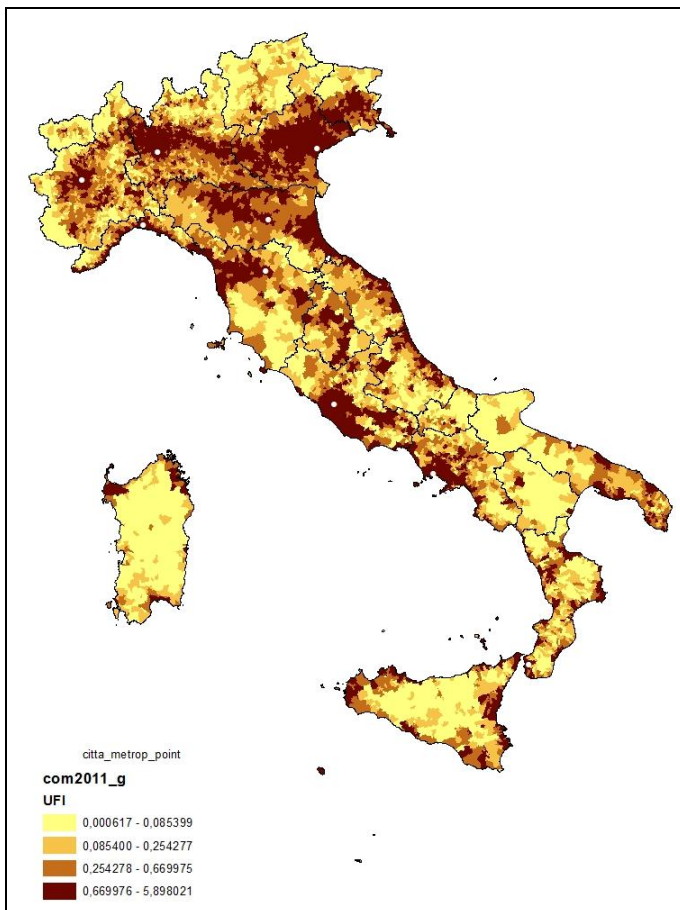 citta_metrop_point
com2011_g
UFI
0,000617 - 0,085399
0,085400 - 0,254277
0,254278 - 0,669975
0,669976 - 5,898021